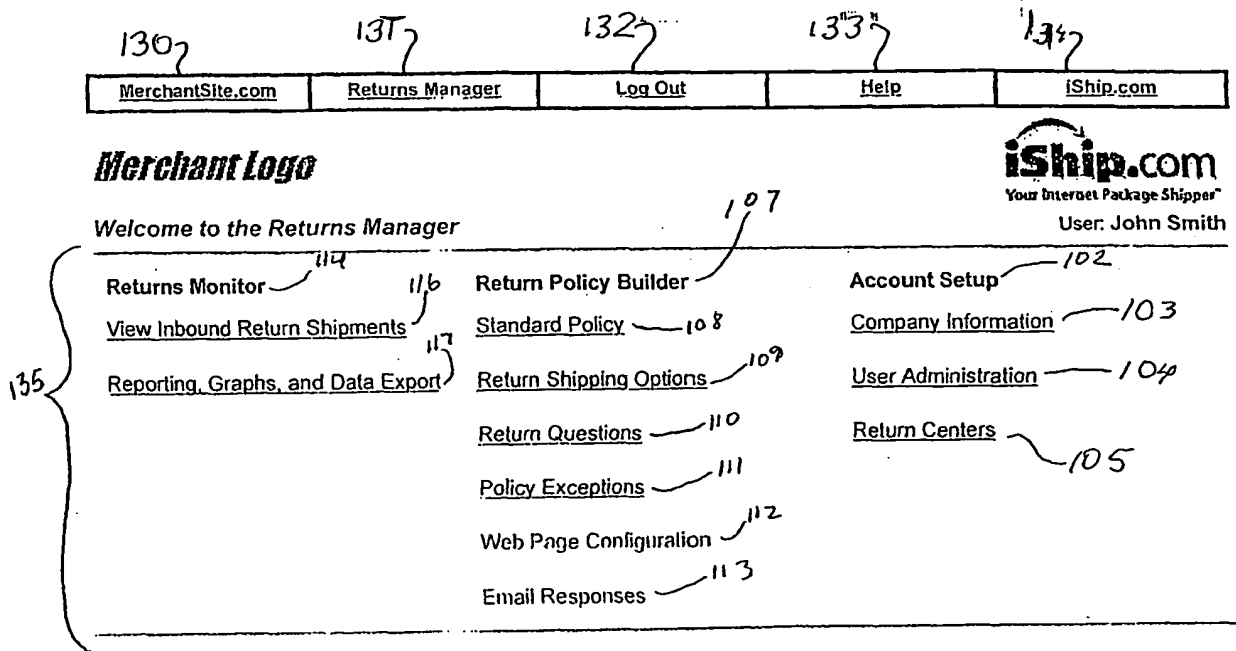 130 131 132 133 134
MerchantSite.com Returns Manager Log Out Help iShip.com
Merchant Logo iShip.com
Your Internet Package Shipper™
107
Welcome to the Returns Manager User: John Smith
Returns Monitor 114 Return Policy Builder Account Setup 102
View Inbound Return Shipments 116 Standard Policy 108 Company Information 103
135 Reporting, Graphs, and Data Export 117 Return Shipping Options 109 User Administration 104
Return Questions 110 Return Centers 105
Policy Exceptions 111
Web Page Configuration 112
Email Responses 113